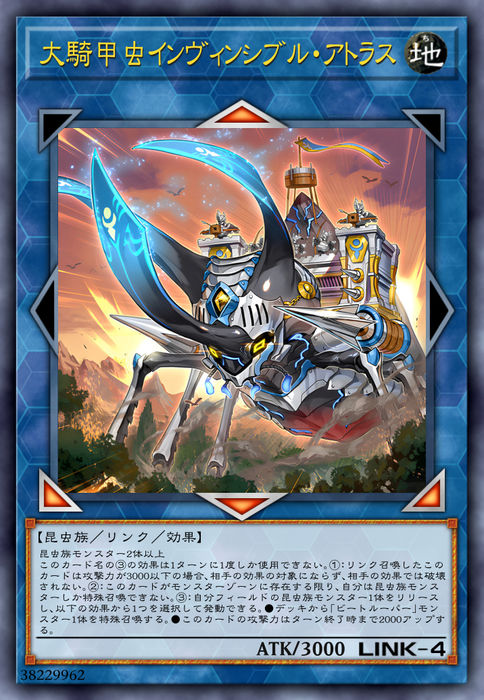 大騎甲虫インヴィンシブル・アトラス
ち
地
【昆虫族／リンク／効果】
昆虫族モンスター2体以上
このカード名の③の効果は1ターンに1度しか使用できない。①：リンク召喚したこ
のカードは攻撃力が3000以下の場合、相手の効果の対象にならず、相手の効果では破壊
されない。②：このカードがモンスターゾーンに存在する限り、自分は昆虫族モンス
ターしか特殊召喚できない。③：自分フィールドの昆虫族モンスター1体をリリース
し、以下の効果から1つを選択して発動できる。●デッキから「ビートルーパー」モン
スター1体を特殊召喚する。●このカードの攻撃力はターン終了時まで2000アップす
る。
ATK/3000 LINK-4
38229962